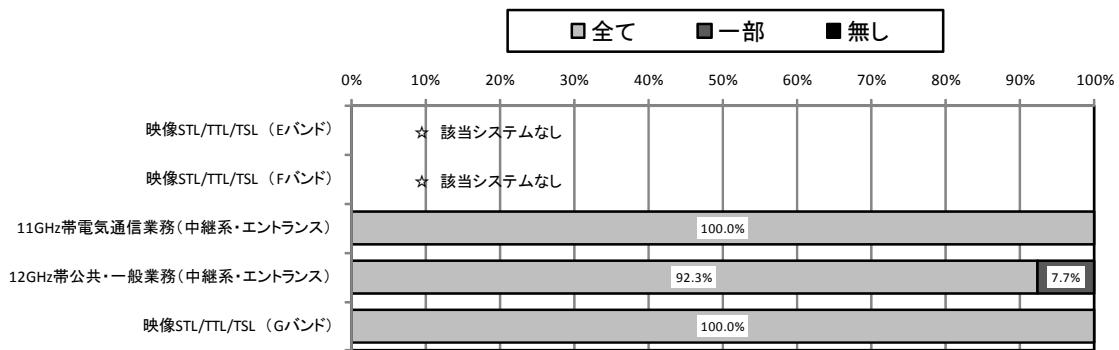 ■全て ■一部 ■無し
0% 10% 20% 30% 40% 50% 60% 70% 80% 90% 100%
映像STL/TTL/TSL （Eバンド）
☆ 該当システムなし
映像STL/TTL/TSL （Fバンド）
☆ 該当システムなし
11GHz帯電気通信業務(中継系・エントランス)
100.0%
12GHz帯公共・一般業務(中継系・エントランス)
92.3% 7.7%
映像STL/TTL/TSL （Gバンド）
100.0%